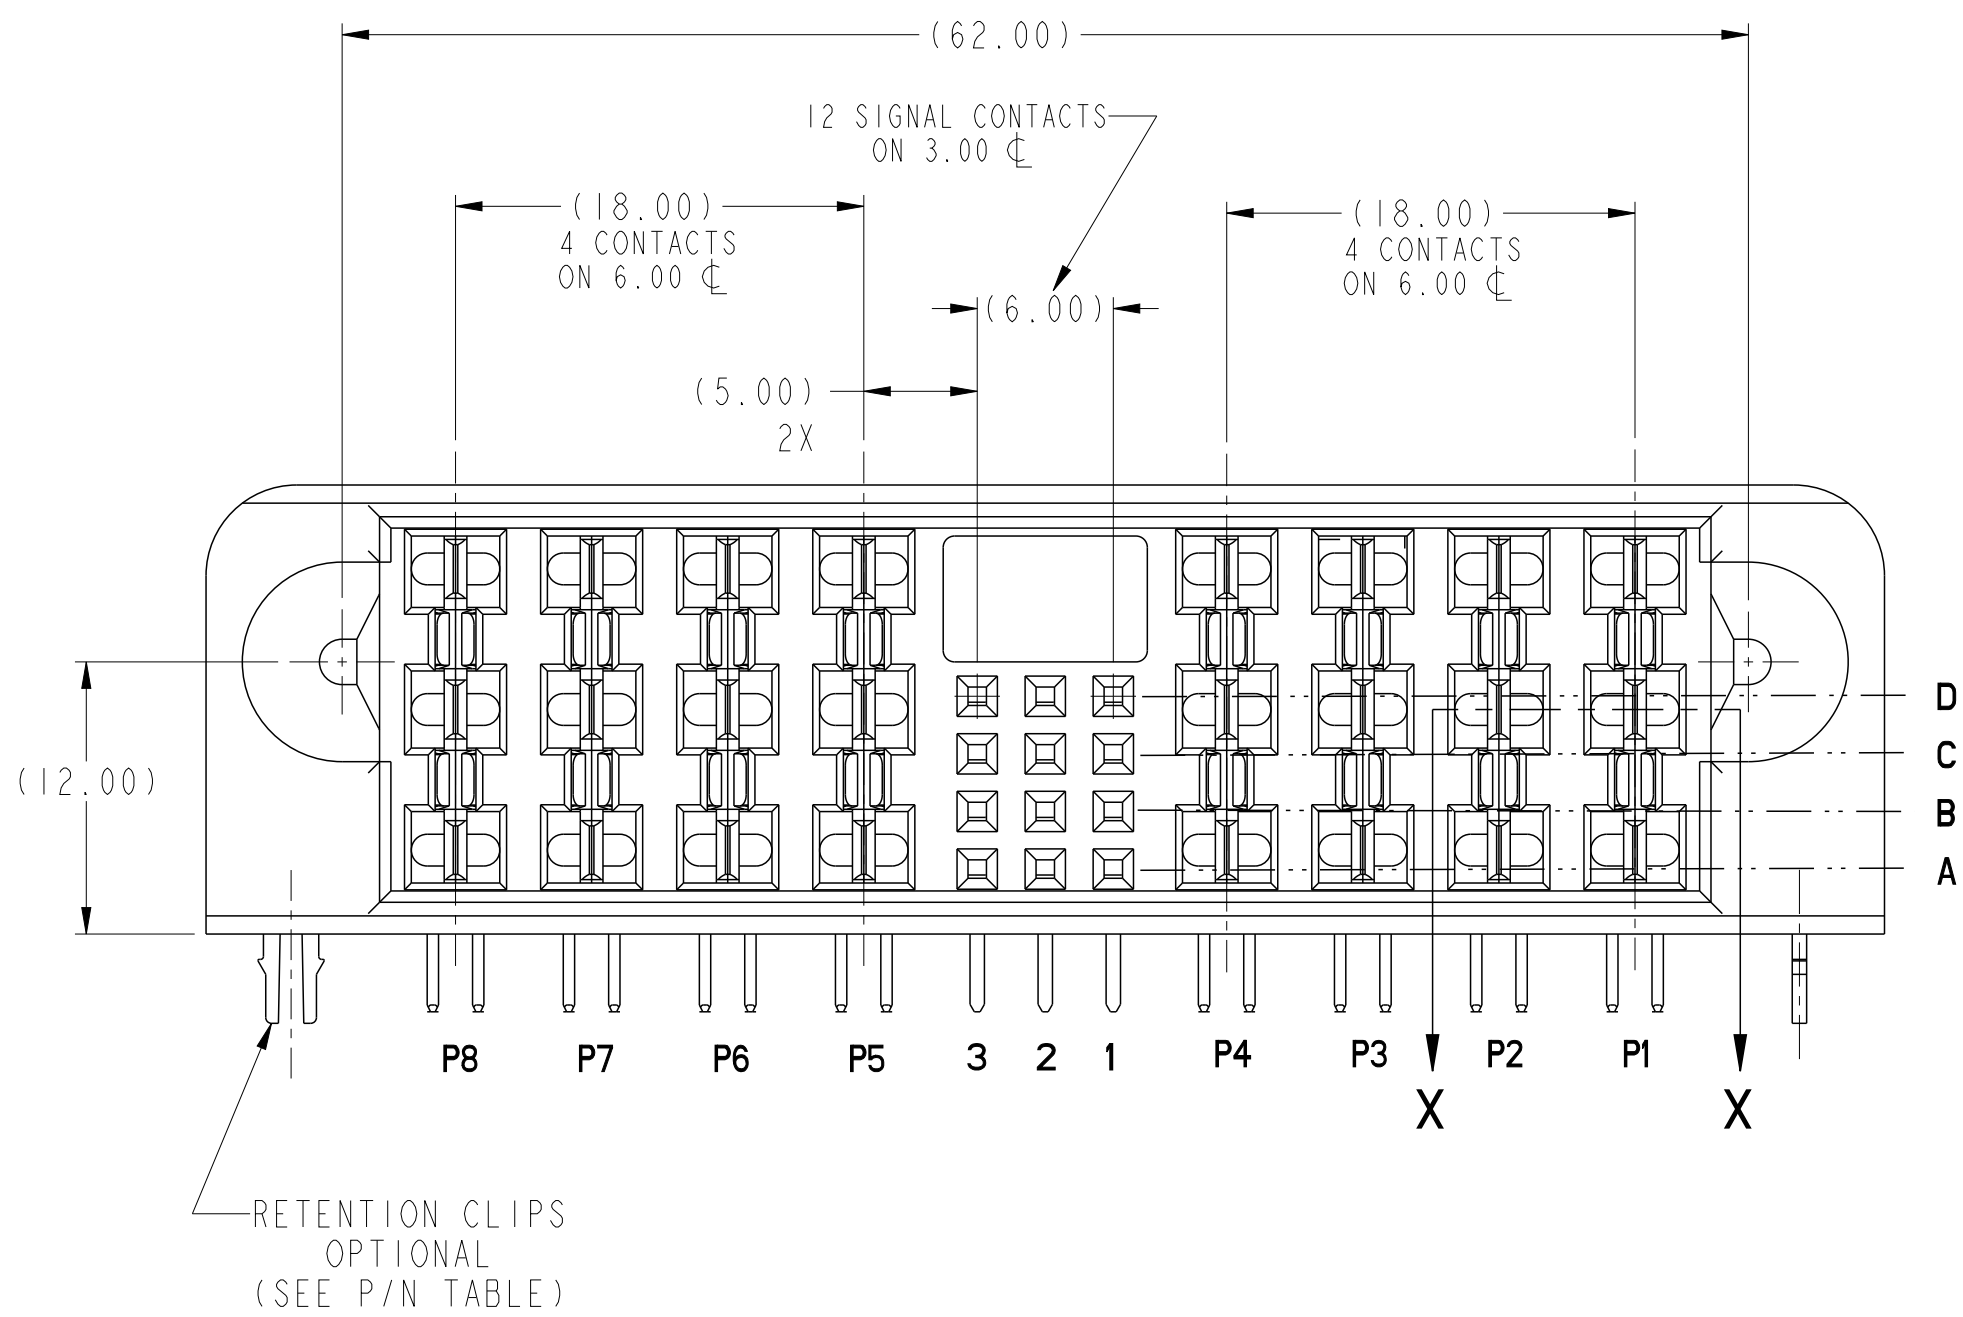 (62.00)
12 SIGNAL CONTACTS
ON 3.00 ℄
(18.00)
4 CONTACTS
ON 6.00 ℄
(18.00)
4 CONTACTS
ON 6.00 ℄
(6.00)
(5.00)
2X
(12.00)
D
C
B
A
P8 P7 P6 P5 3 2 1 P4 P3 P2 P1
X X
RETENTION CLIPS
OPTIONAL
(SEE P/N TABLE)